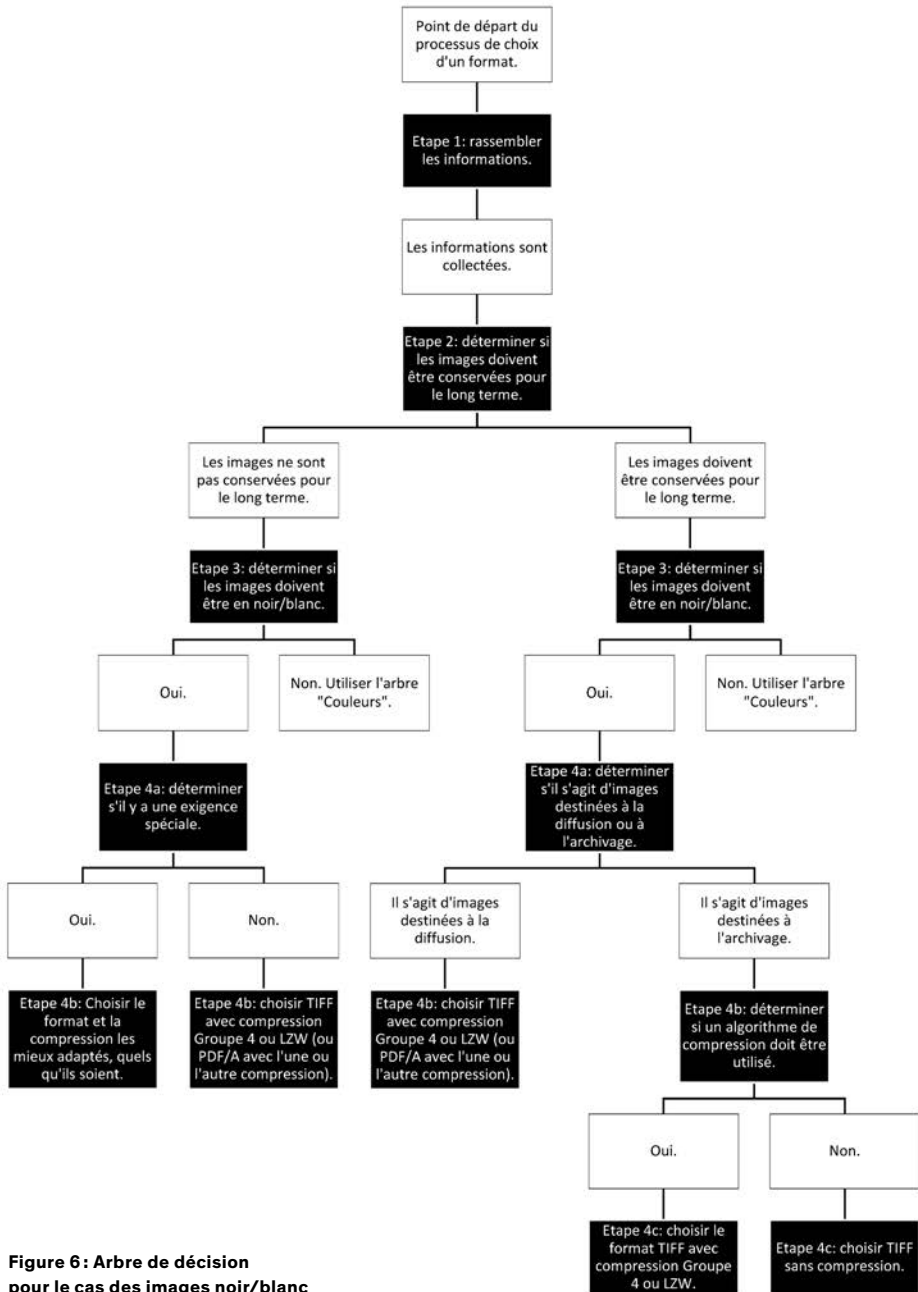 Point de départ du
processus de choix
d'un format.
Etape 1: rassembler
les informations.
Les informations sont
collectées.
Etape 2: déterminer si
les images doivent
être conservées pour
le long terme.
Les images ne sont
pas conservées pour
le long terme.
Les images doivent
être conservées pour
le long terme.
Etape 3: déterminer si
les images doivent
être en noir/blanc.
Etape 3: déterminer si
les images doivent
être en noir/blanc.
Oui.
Non. Utiliser l'arbre
"Couleurs".
Oui.
Non. Utiliser l'arbre
"Couleurs".
Etape 4a: déterminer
s'il y a une exigence
spéciale.
Etape 4a: déterminer
s'il s'agit d'images
destinées à la
diffusion ou à
l'archivage.
Oui.
Non.
Il s'agit d'images
destinées à la
diffusion.
Il s'agit d'images
destinées à
l'archivage.
Etape 4b: Choisir le
format et la
compression les
mieux adaptés, quels
qu'ils soient.
Etape 4b: choisir TIFF
avec compression
Groupe 4 ou LZW (ou
PDF/A avec l'une ou
l'autre compression).
Etape 4b: choisir TIFF
avec compression
Groupe 4 ou LZW (ou
PDF/A avec l'une ou
l'autre compression).
Etape 4b: déterminer
si un algorithme de
compression doit être
utilisé.
Oui.
Non.
Etape 4c: choisir le
format TIFF avec
compression Groupe
4 ou LZW.
Etape 4c: choisir TIFF
sans compression.
Figure 6 : Arbre de décision
pour le cas des images noir/blanc